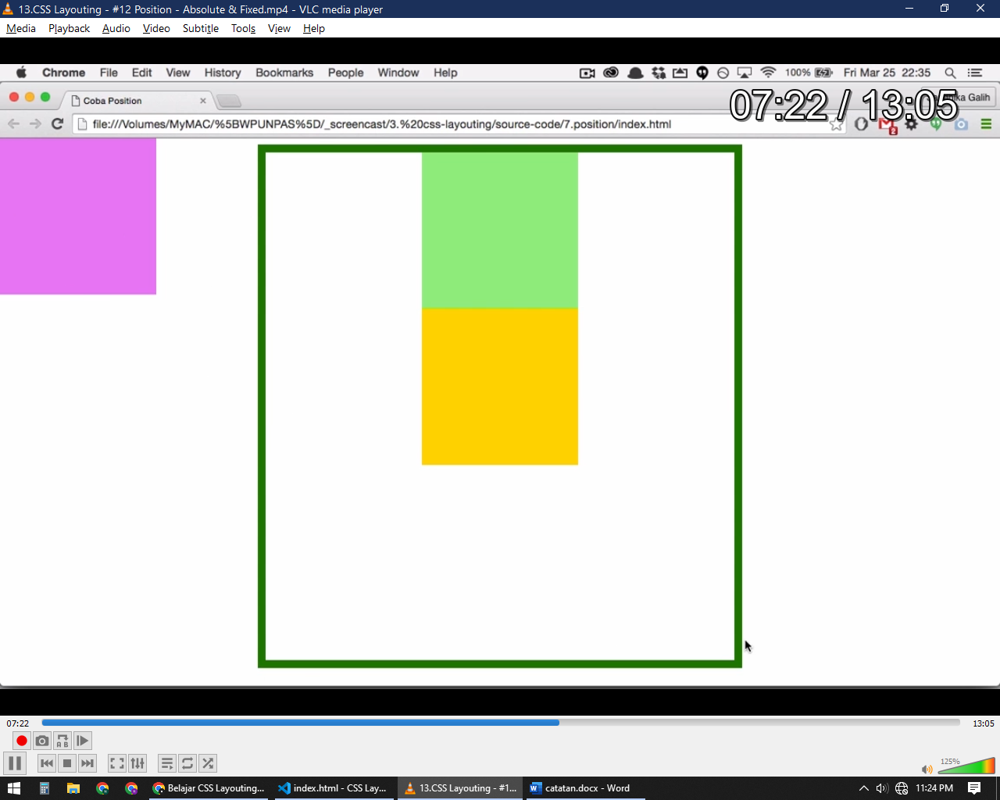 13.CSS Layouting - #12 Position - Absolute & Fixed.mp4 - VLC media player
Media Playback Audio Video Subtitle Tools View Help
Chrome File Edit View History Bookmarks People Window Help 100% Fri Mar 25 22:35
Coba Position Galih
07:22 / 13:05
file:///Volumes/MyMAC/%5BWPUNPAS%5D/_screencast/3.%20css-layouting/source-code/7.position/index.html 2
07:22 13:05
A B
125%
Belajar CSS Layouting... index.html - CSS Lay... 13.CSS Layouting - #1... catatan.docx - Word 11:24 PM